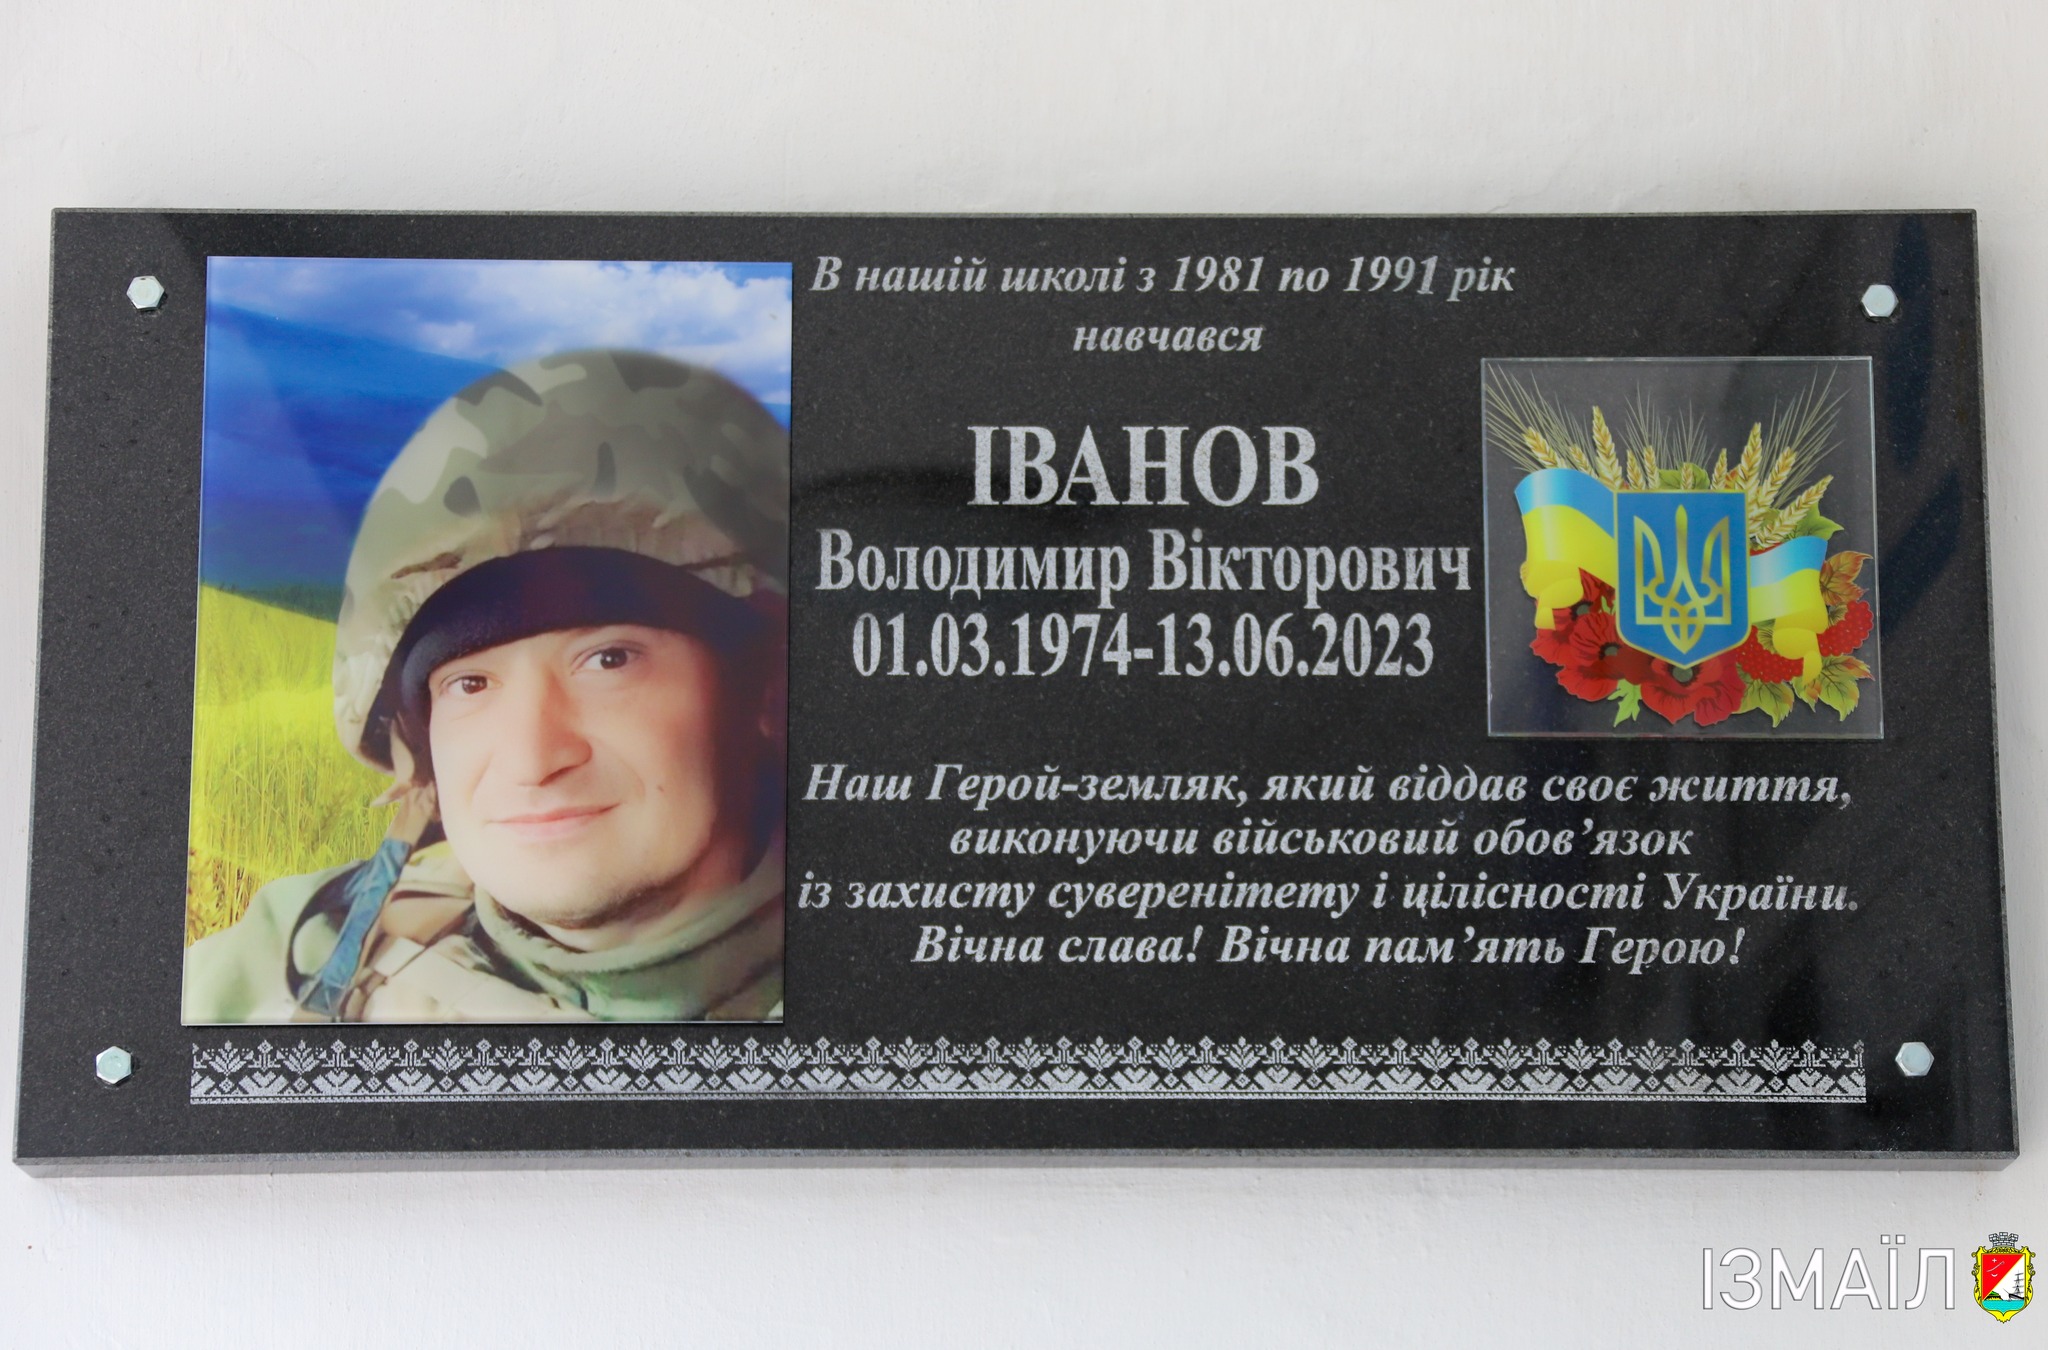 В нашій школі з 1981 по 1991 рік
навчався
ІВАНОВ
Володимир Вікторович
01.03.1974-13.06.2023
Наш Герой-земляк, який віддав своє життя,
виконуючи військовий обов’язок
із захисту суверенітету і цілісності України.
Вічна слава! Вічна пам’ять Герою!
ІЗМАЇЛ